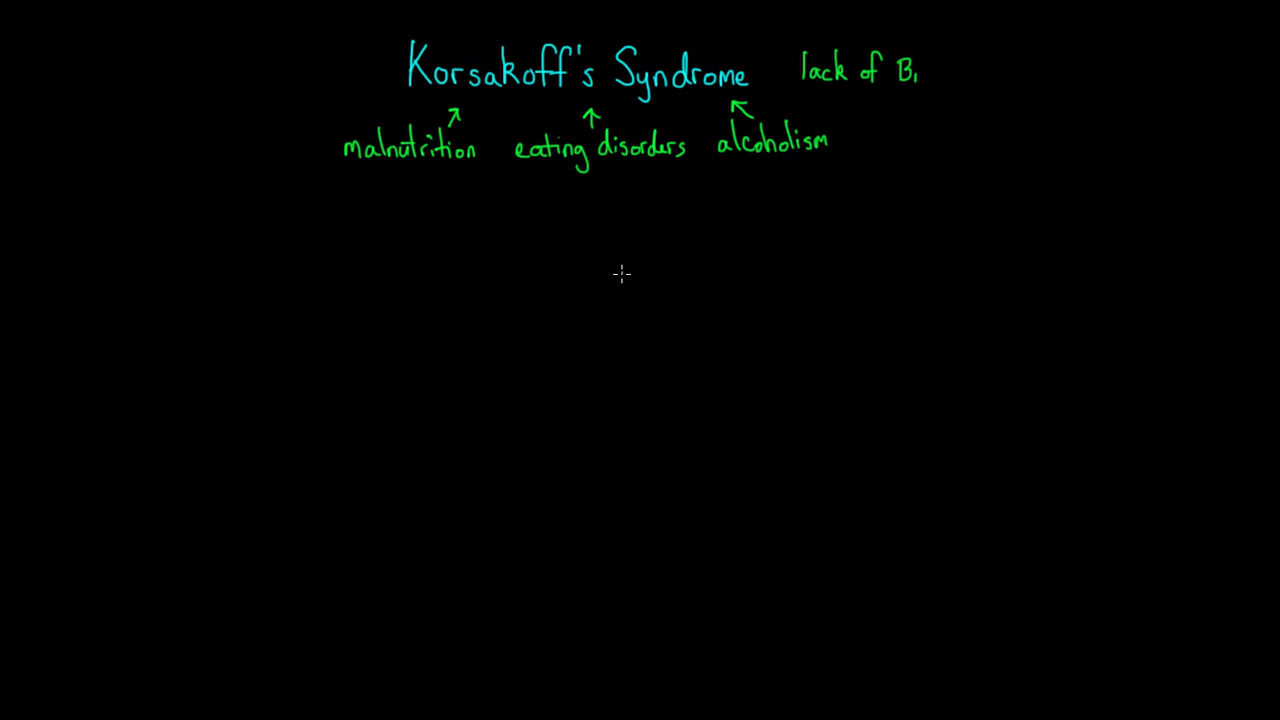 Korsakoff's Syndrome lack of B₁
malnutrition eating disorders alcoholism